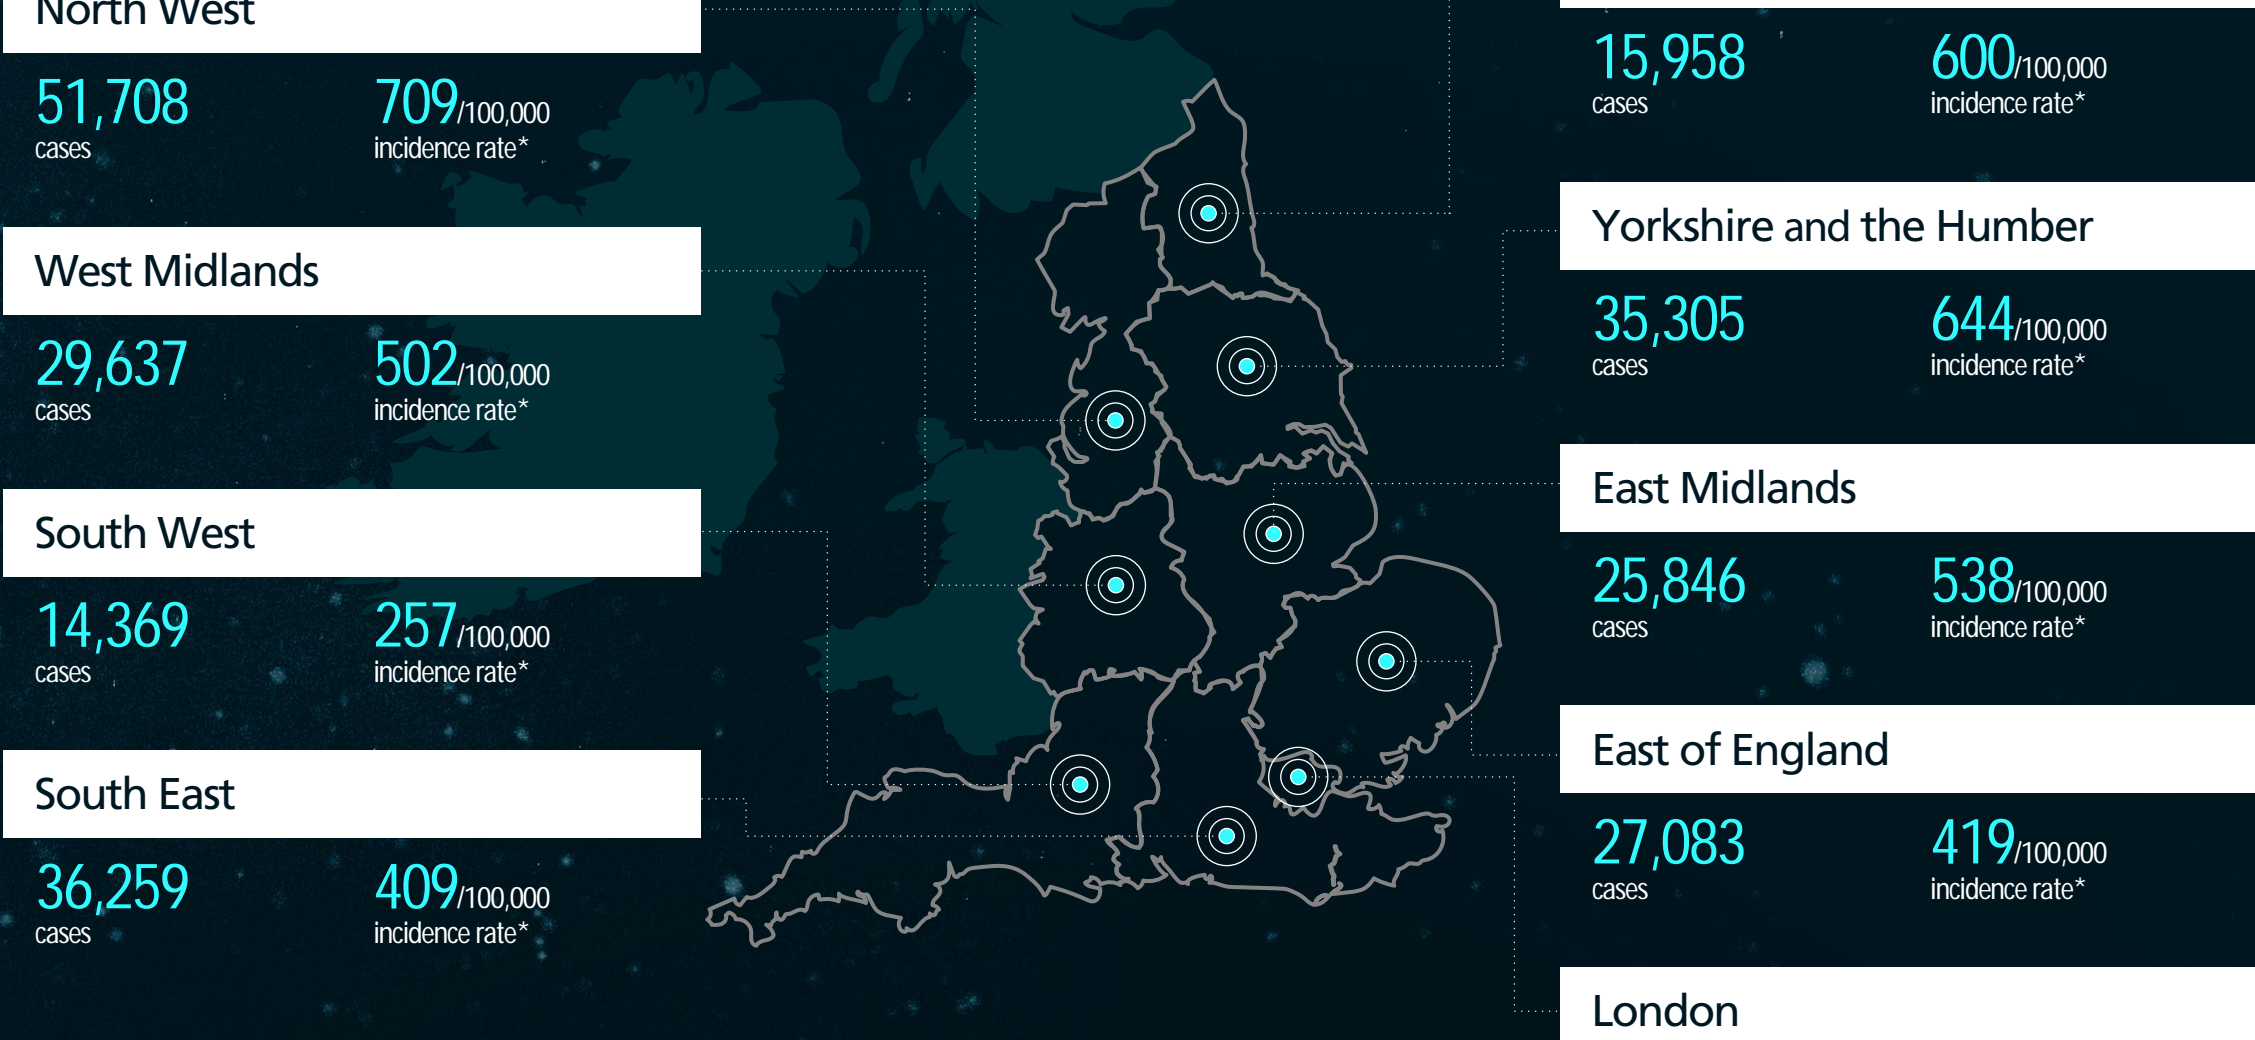 North West
51,708
cases
709/100,000
incidence rate*
West Midlands
29,637
cases
502/100,000
incidence rate*
South West
14,369
cases
257/100,000
incidence rate*
South East
36,259
cases
409/100,000
incidence rate*
15,958
cases
600/100,000
incidence rate*
Yorkshire and the Humber
35,305
cases
644/100,000
incidence rate*
East Midlands
25,846
cases
538/100,000
incidence rate*
East of England
27,083
cases
419/100,000
incidence rate*
London